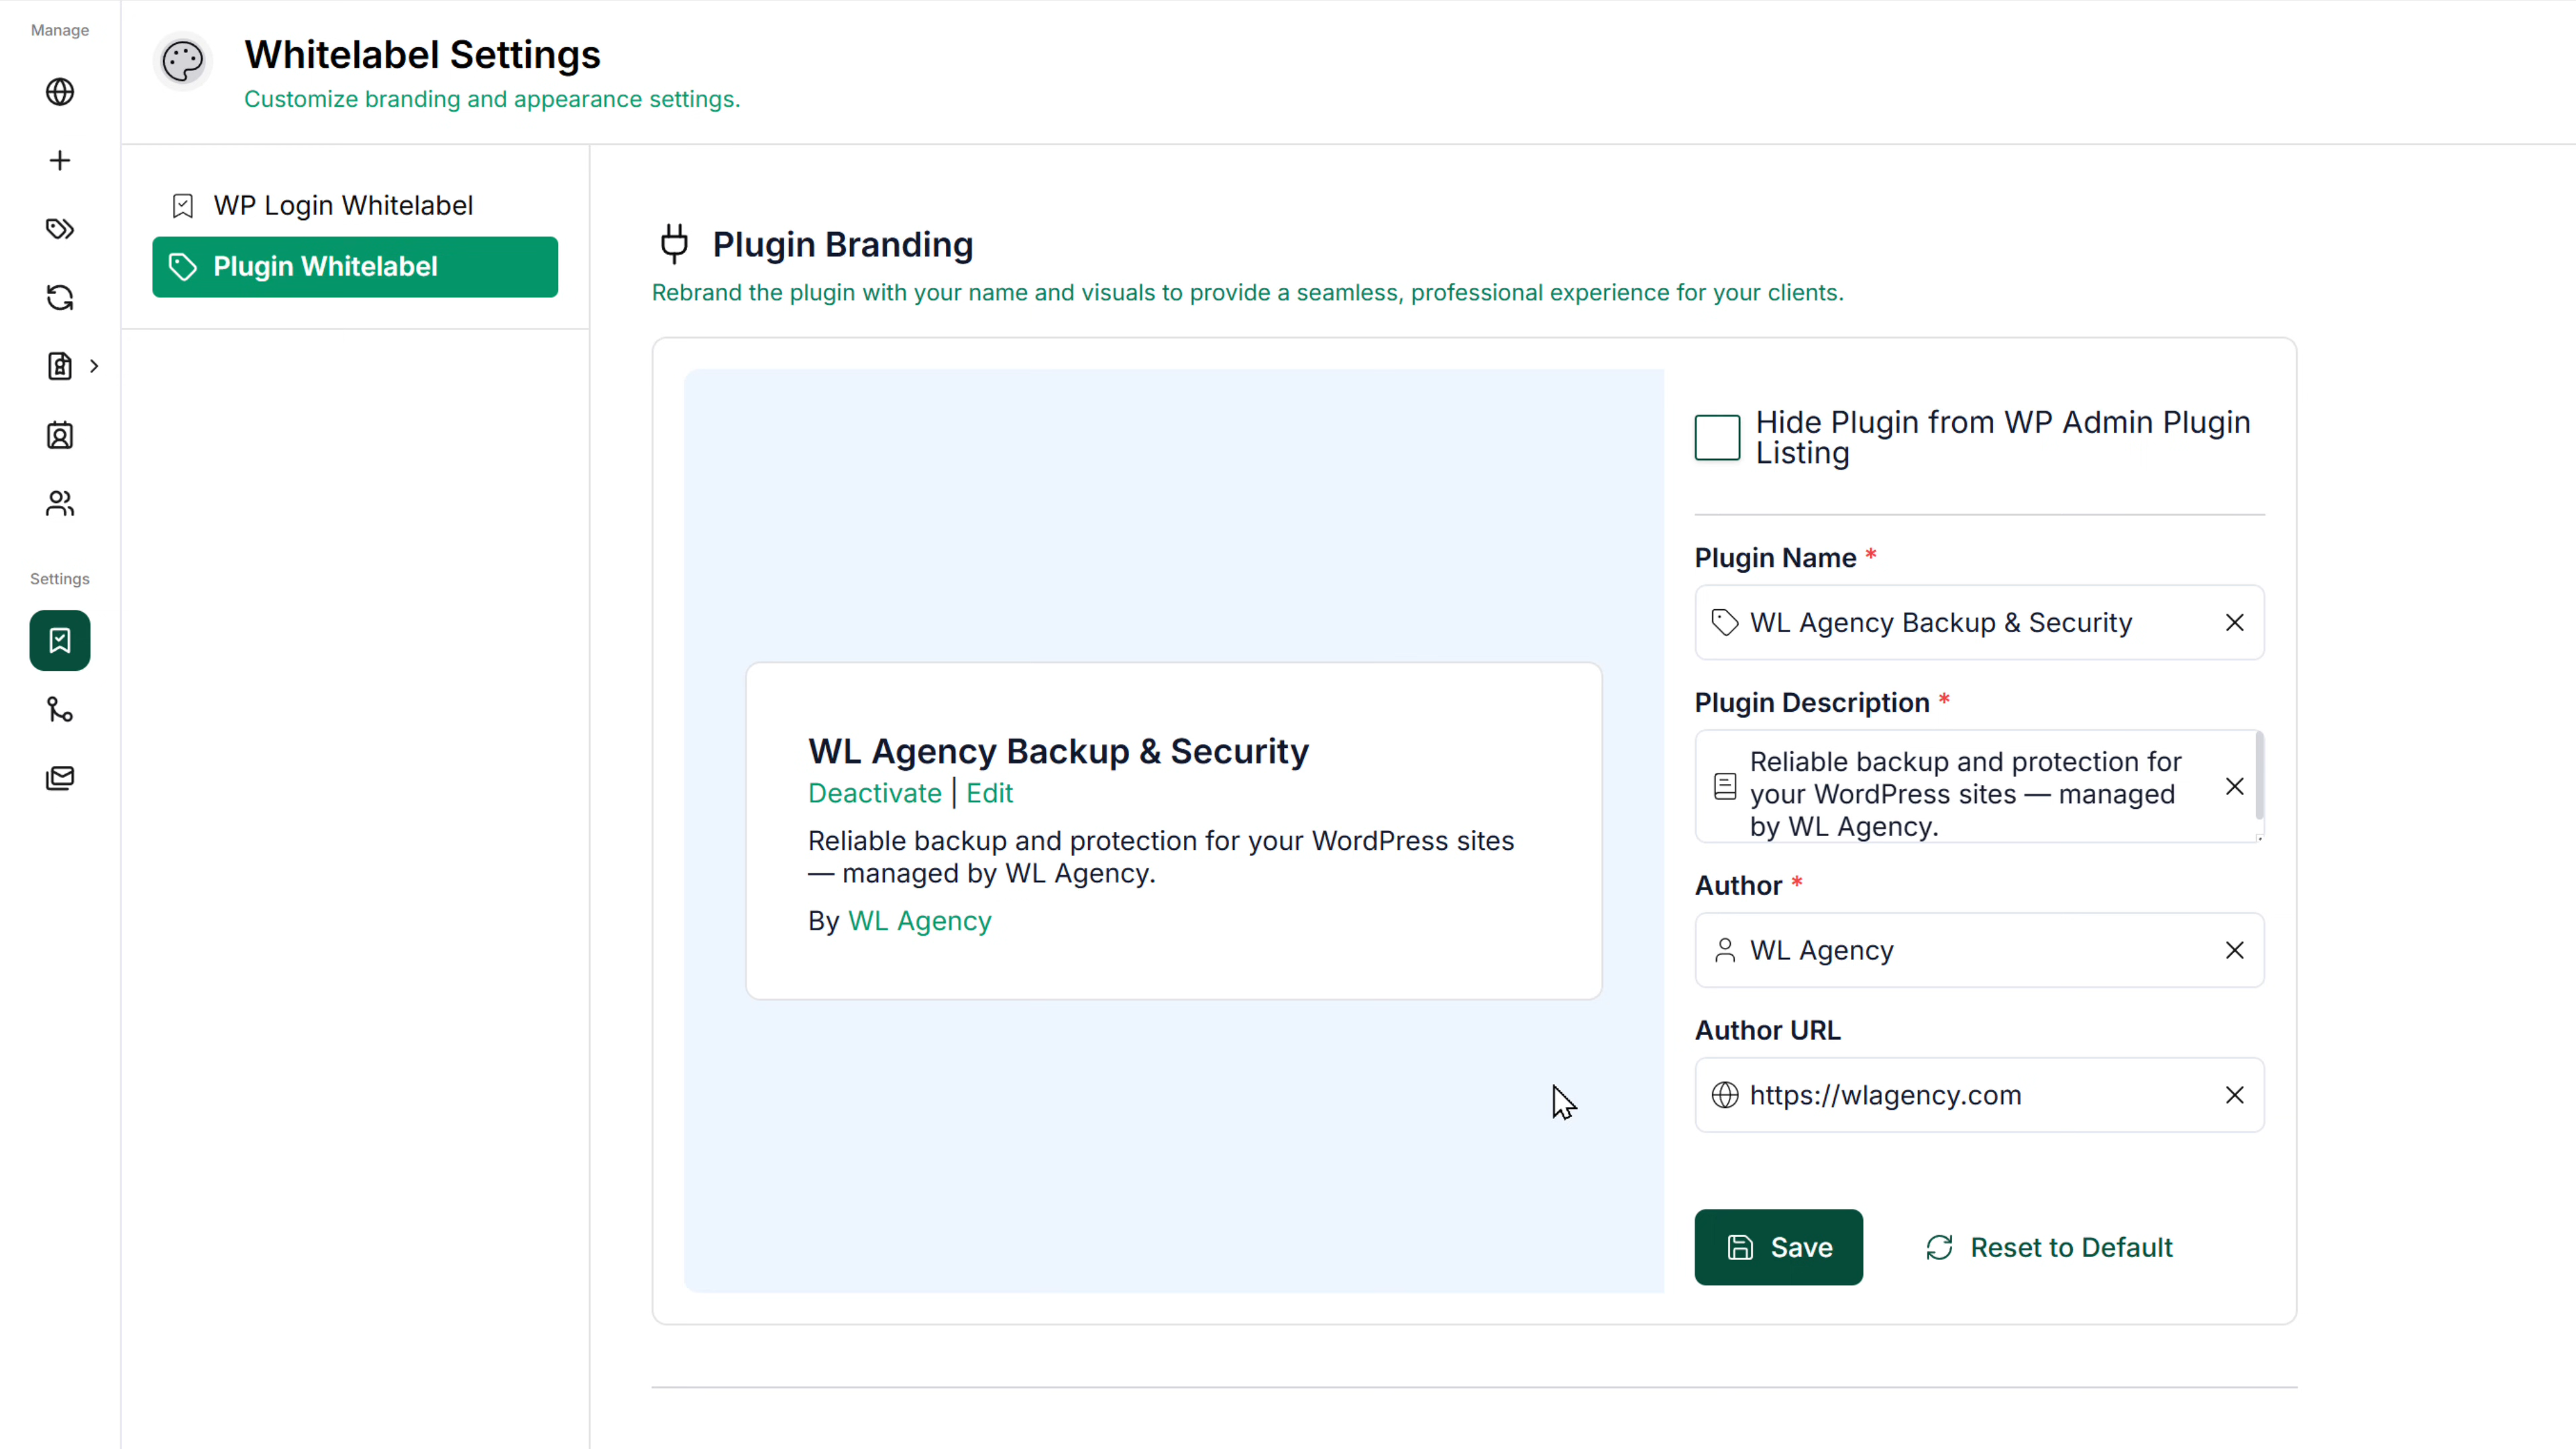 Manage
Settings
Whitelabel Settings
Customize branding and appearance settings.
WP Login Whitelabel
Plugin Whitelabel
Plugin Branding
Rebrand the plugin with your name and visuals to provide a seamless, professional experience for your clients.
WL Agency Backup & Security
Deactivate | Edit
Reliable backup and protection for your WordPress sites
— managed by WL Agency.
By WL Agency
Hide Plugin from WP Admin Plugin
Listing
Plugin Name *
WL Agency Backup & Security
Plugin Description *
Reliable backup and protection for
your WordPress sites — managed
by WL Agency.
Author *
WL Agency
Author URL
https://wlagency.com
Save
Reset to Default